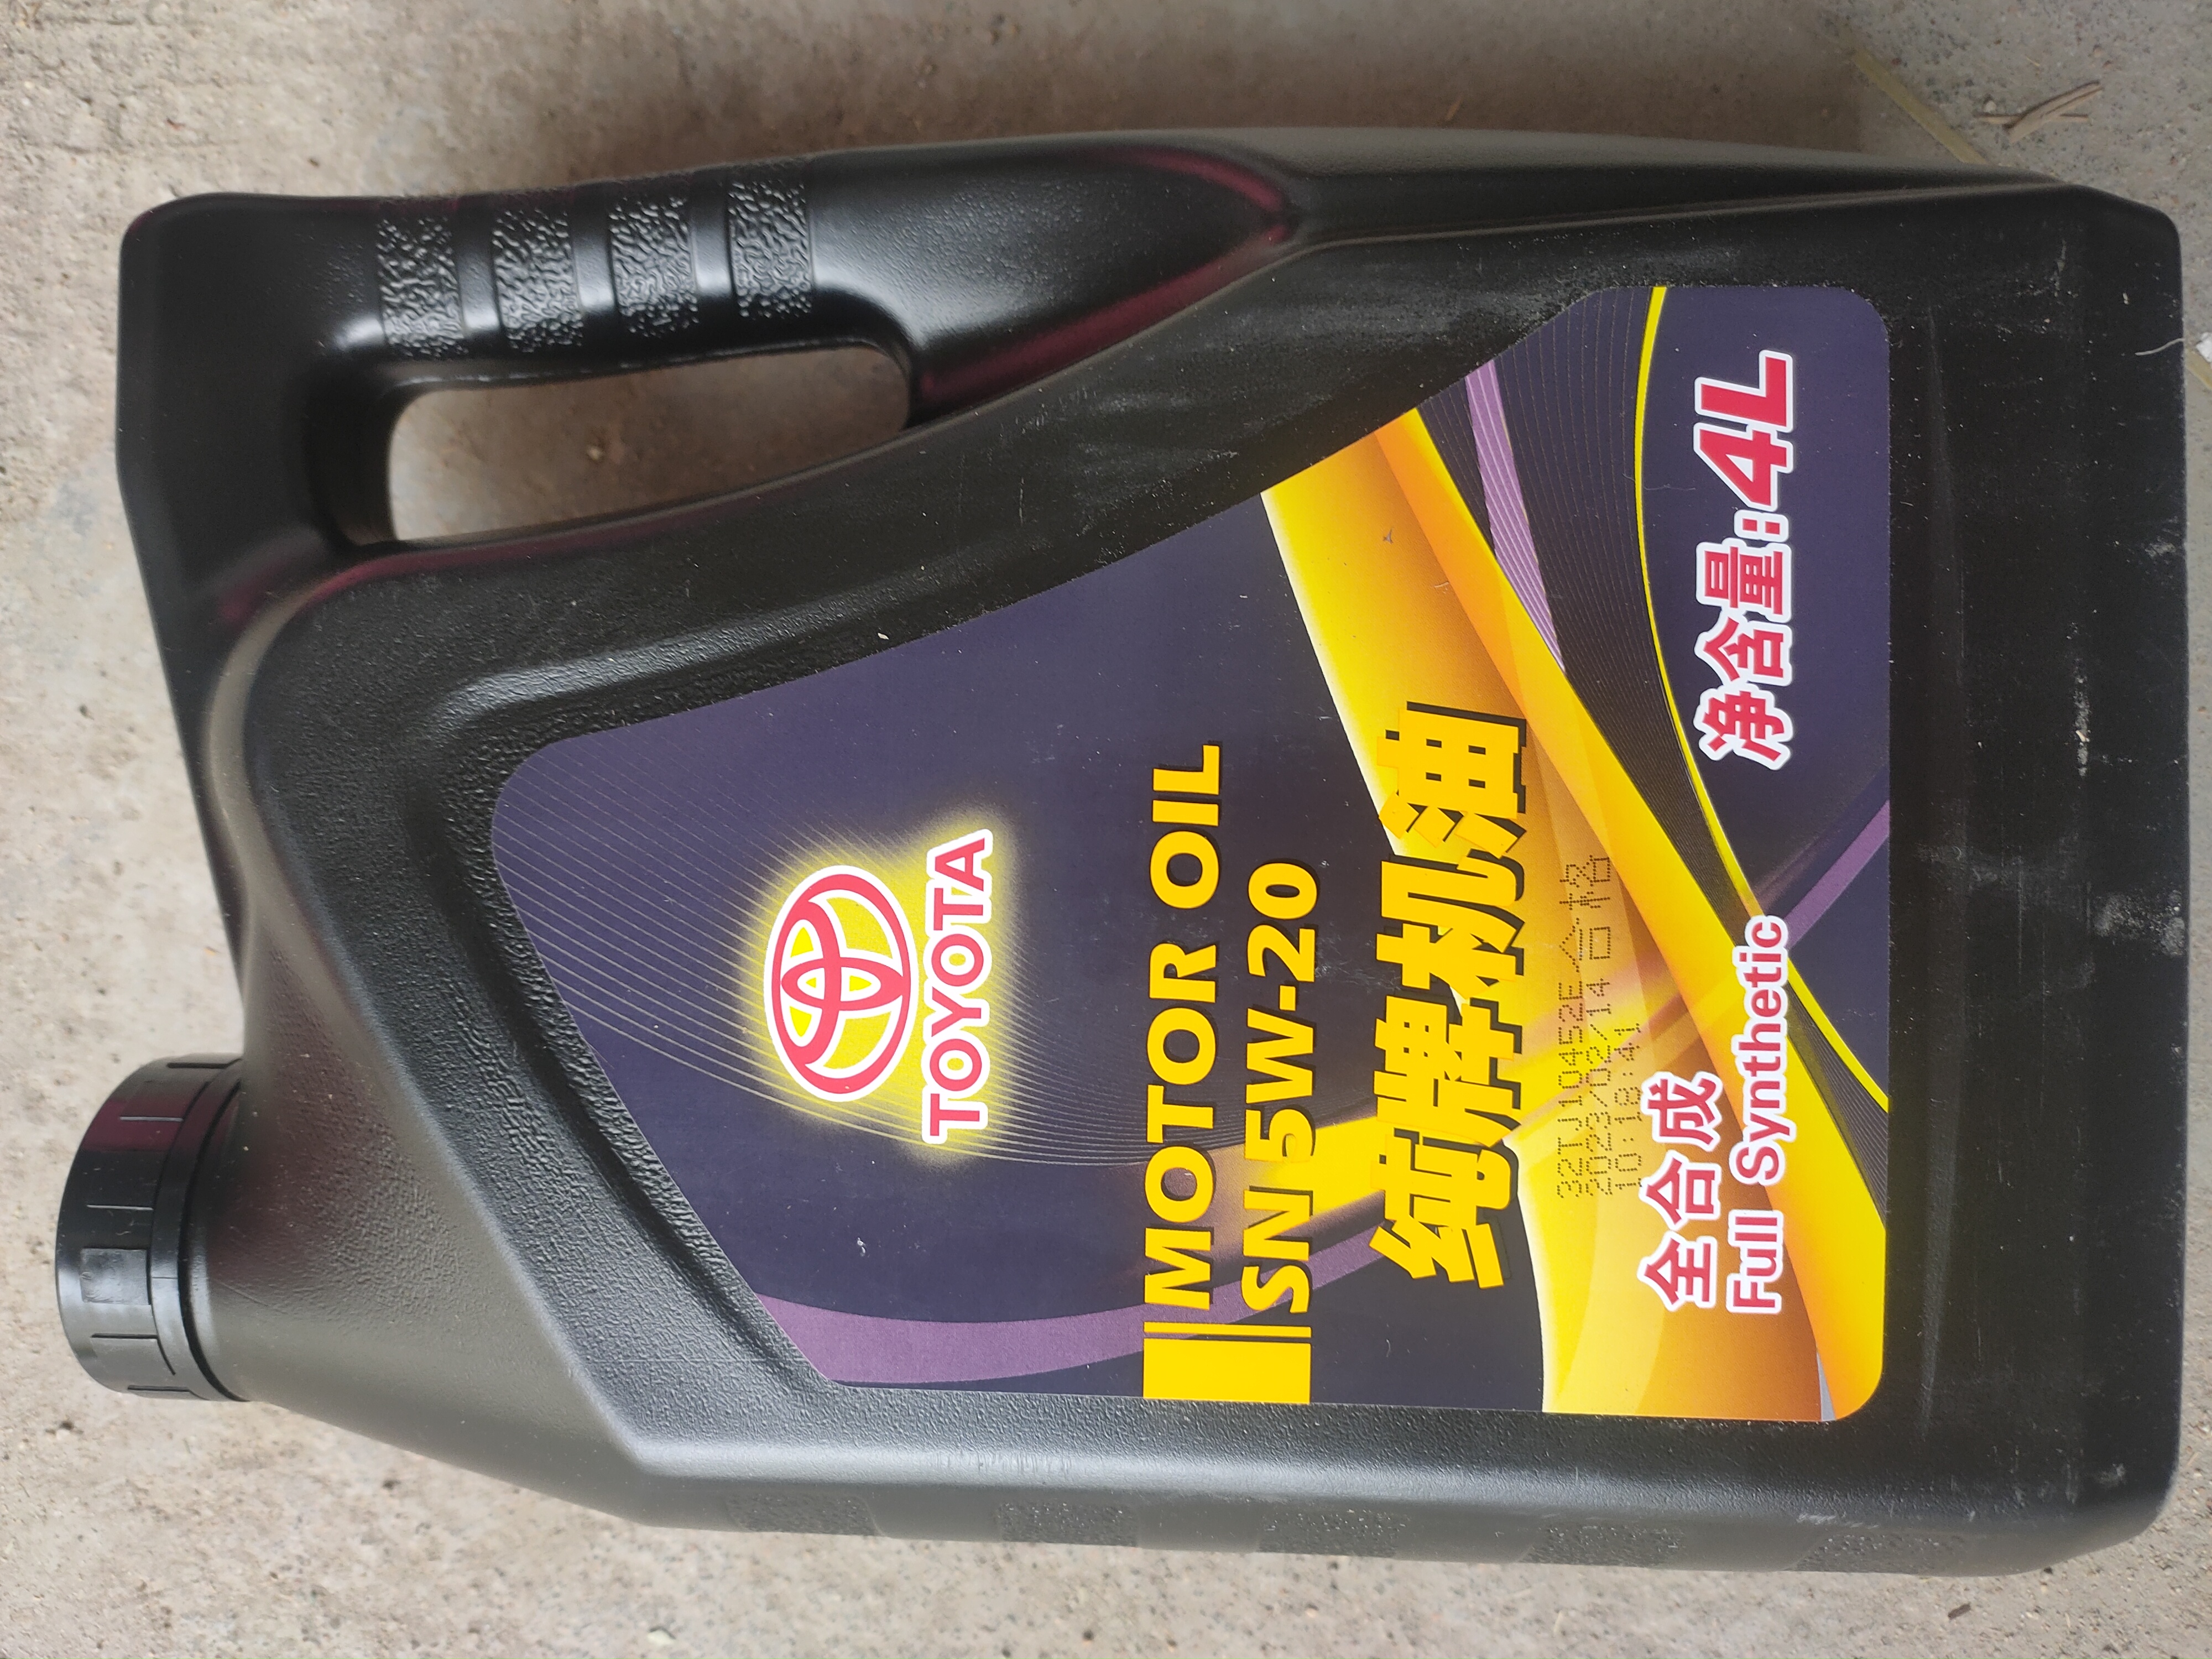 TOYOTA
MOTOR OIL
SN 5W-20
纯牌机油
32TJ10452E 合格
2023/02/14
10:18:41
全合成
Full Synthetic
净含量:4L